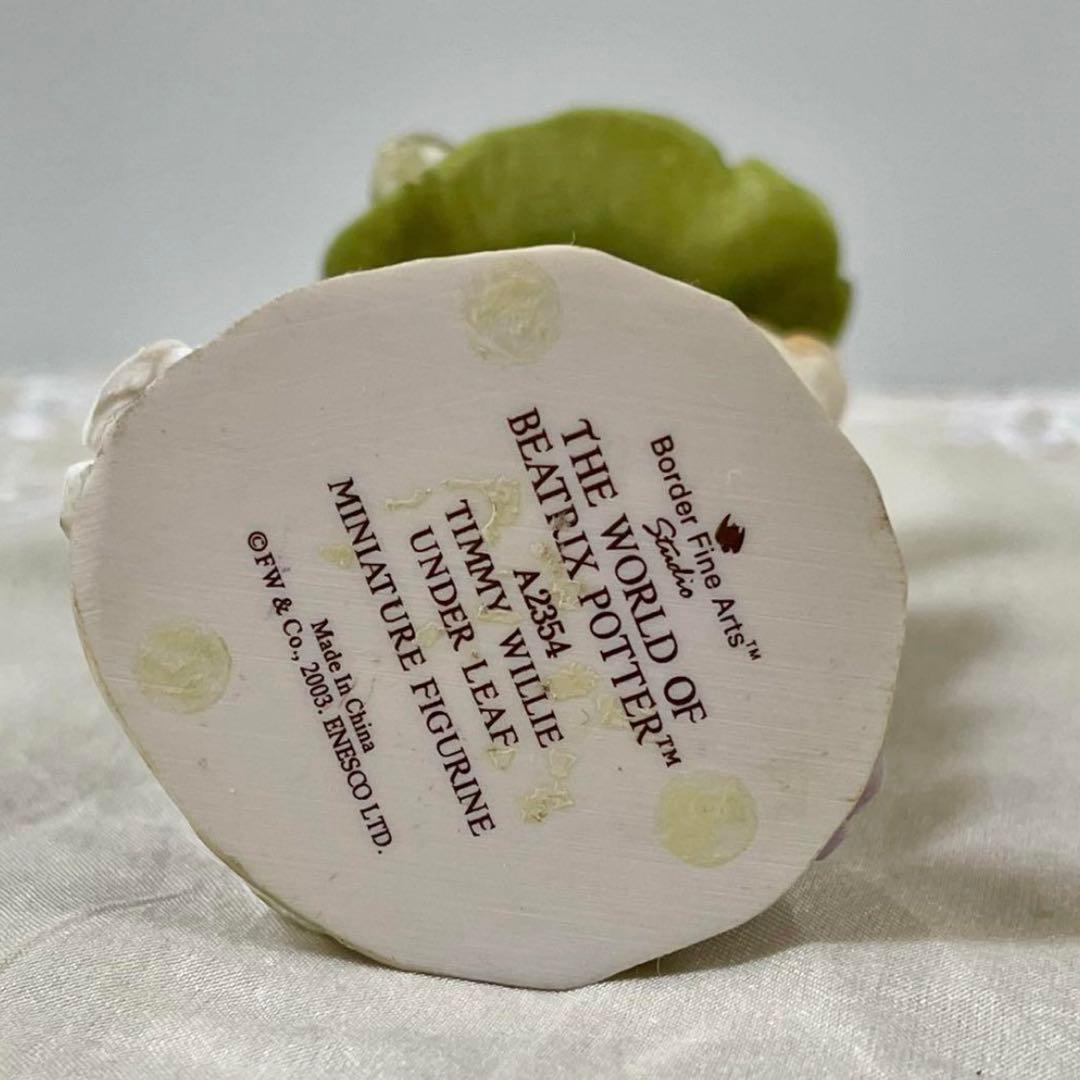 Border Fine Arts™
Studio
THE WORLD OF
BEATRIX POTTER™
A2354
TIMMY WILLIE
UNDER LEAF
MINIATURE FIGURINE
Made In China
©FW & Co., 2003. ENESCO LTD.